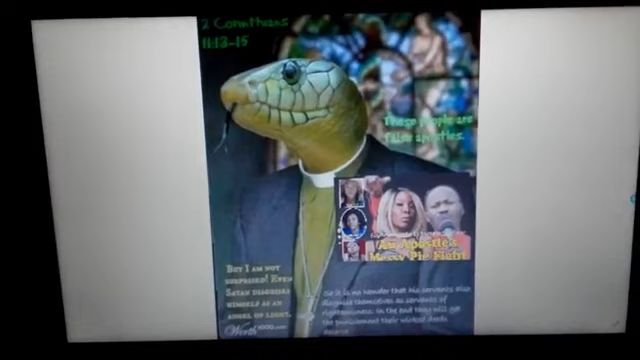 2 Corinthians
11:13-15
These people are
false apostles.
An Apostle's
Messy Pie Fight
But I am not
surprised! Even
Satan disguises
himself as an
angel of light.
Worth1000.com
So it is no wonder that his servants also
disguise themselves as servants of
righteousness. In the end they will get
the punishment their wicked deeds
deserve.